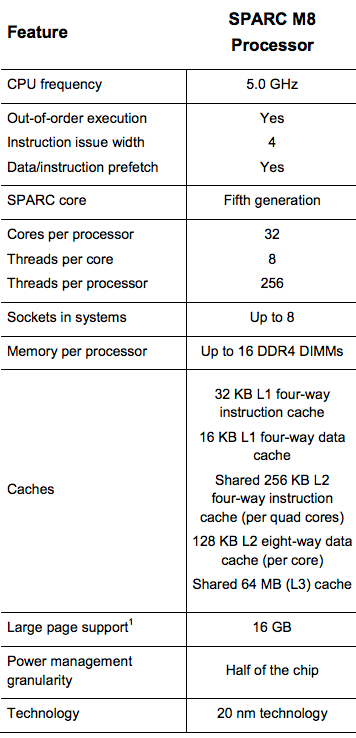 Feature SPARC M8
Processor
CPU frequency 5.0 GHz
Out-of-order execution Yes
Instruction issue width 4
Data/instruction prefetch Yes
SPARC core Fifth generation
Cores per processor 32
Threads per core 8
Threads per processor 256
Sockets in systems Up to 8
Memory per processor Up to 16 DDR4 DIMMs
Caches
32 KB L1 four-way
instruction cache
16 KB L1 four-way data
cache
Shared 256 KB L2
four-way instruction
cache (per quad cores)
128 KB L2 eight-way data
cache (per core)
Shared 64 MB (L3) cache
Large page support1 16 GB
Power management
granularity Half of the chip
Technology 20 nm technology